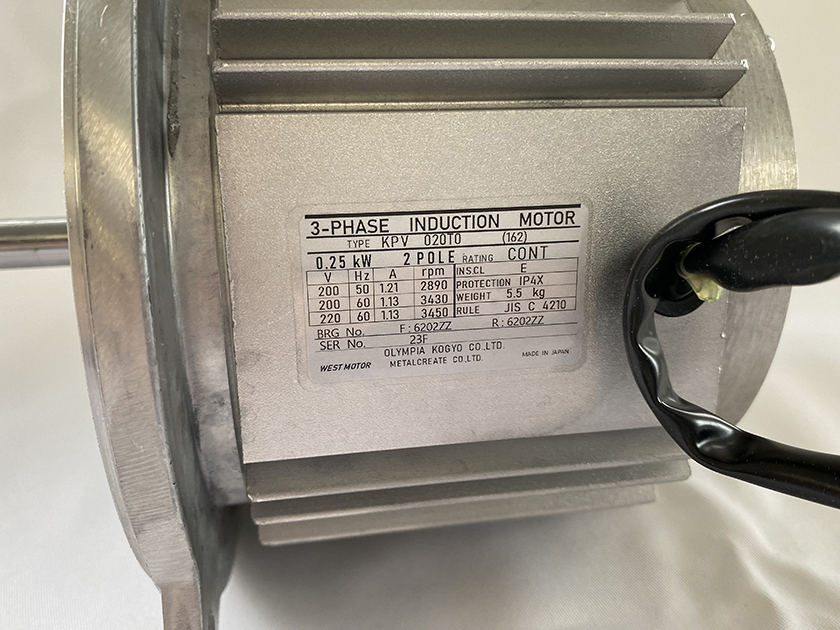 3-PHASE INDUCTION MOTOR
TYPE KPV 020T0 (162)
0.25 kW 2 POLE RATING CONT
V Hz A rpm INS.CL E
200 50 1.21 2890 PROTECTION IP4X
200 60 1.13 3430 WEIGHT 5.5 kg
220 60 1.13 3450 RULE JIS C 4210
BRG No. F:6202ZZ R:6202ZZ
SER No. 23F
OLYMPIA KOGYO CO.,LTD.
WEST MOTOR METALCREATE CO.,LTD. MADE IN JAPAN